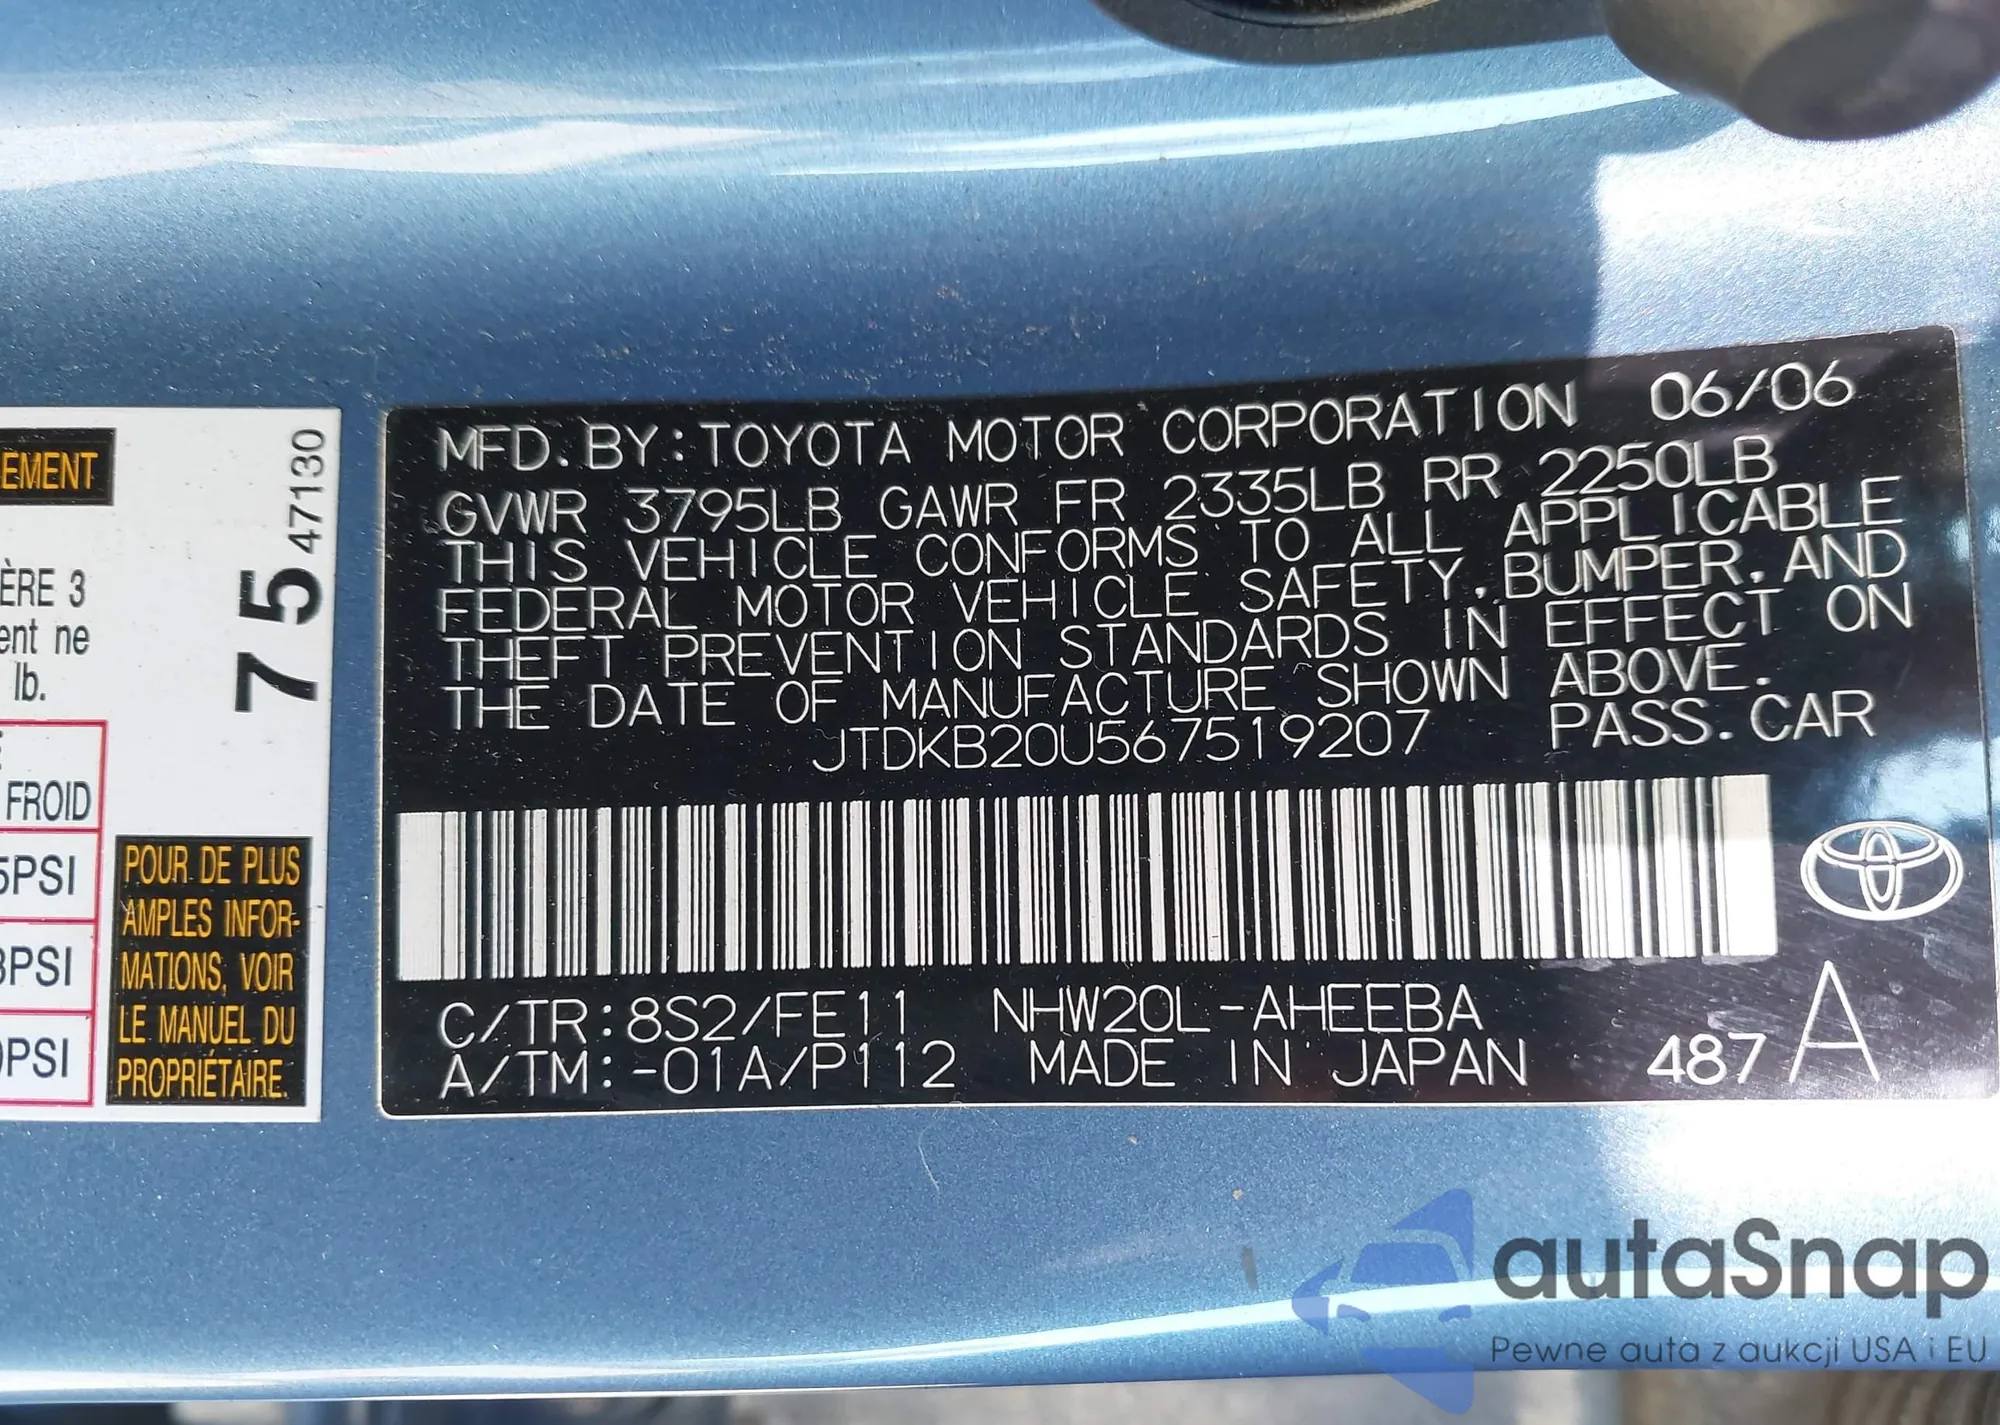 EMENT
47130
75
ÈRE 3
ent ne
lb.
FROID
5PSI
PSI
PSI
POUR DE PLUS
AMPLES INFOR-
MATIONS, VOIR
LE MANUEL DU
PROPRIÉTAIRE.
MFD. BY: TOYOTA MOTOR CORPORATION 06/06
GVWR 3795LB GAWR FR 2335LB RR 2250LB
THIS VEHICLE CONFORMS TO ALL APPLICABLE
FEDERAL MOTOR VEHICLE SAFETY, BUMPER, AND
THEFT PREVENTION STANDARDS IN EFFECT ON
THE DATE OF MANUFACTURE SHOWN ABOVE.
JTDKB20U567519207 PASS. CAR
C/TR: 8S2/FE11 NHW20L-AHEEBA
A/TM: -01A/P112 MADE IN JAPAN 487 A
autaSnap
Pewne auta z aukcji USA i EU